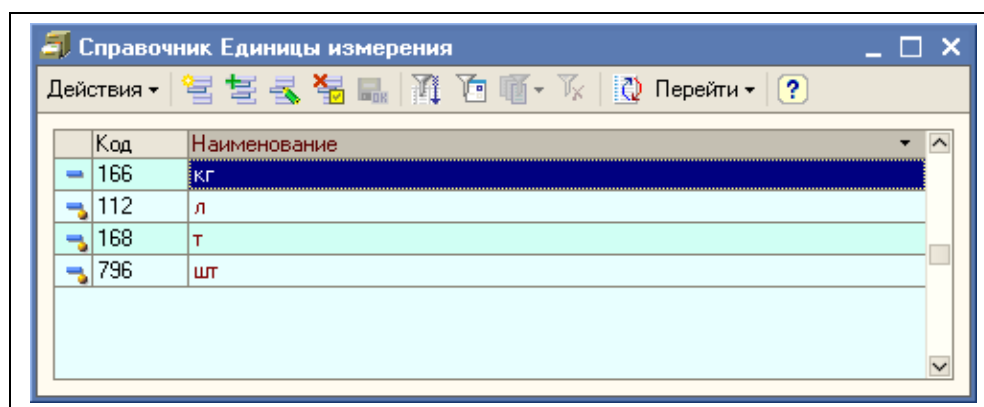 Справочник Единицы измерения
Действия Перейти ?
Код Наименование
166 кг
112 л
168 т
796 шт